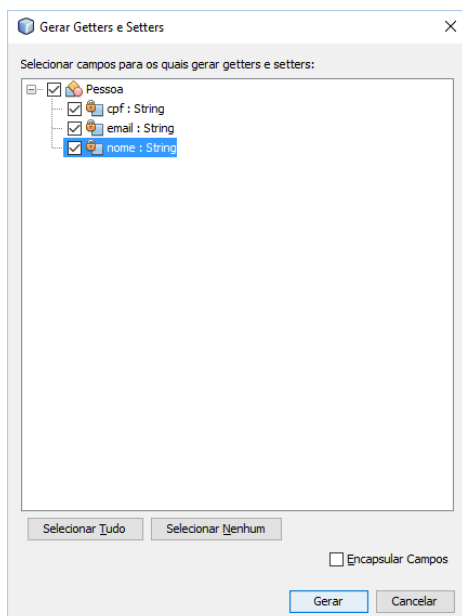 Gerar Getters e Setters
Selecionar campos para os quais gerar getters e setters:
Pessoa
cpf : String
email : String
nome : String
Selecionar Tudo Selecionar Nenhum
Encapsular Campos
Gerar Cancelar